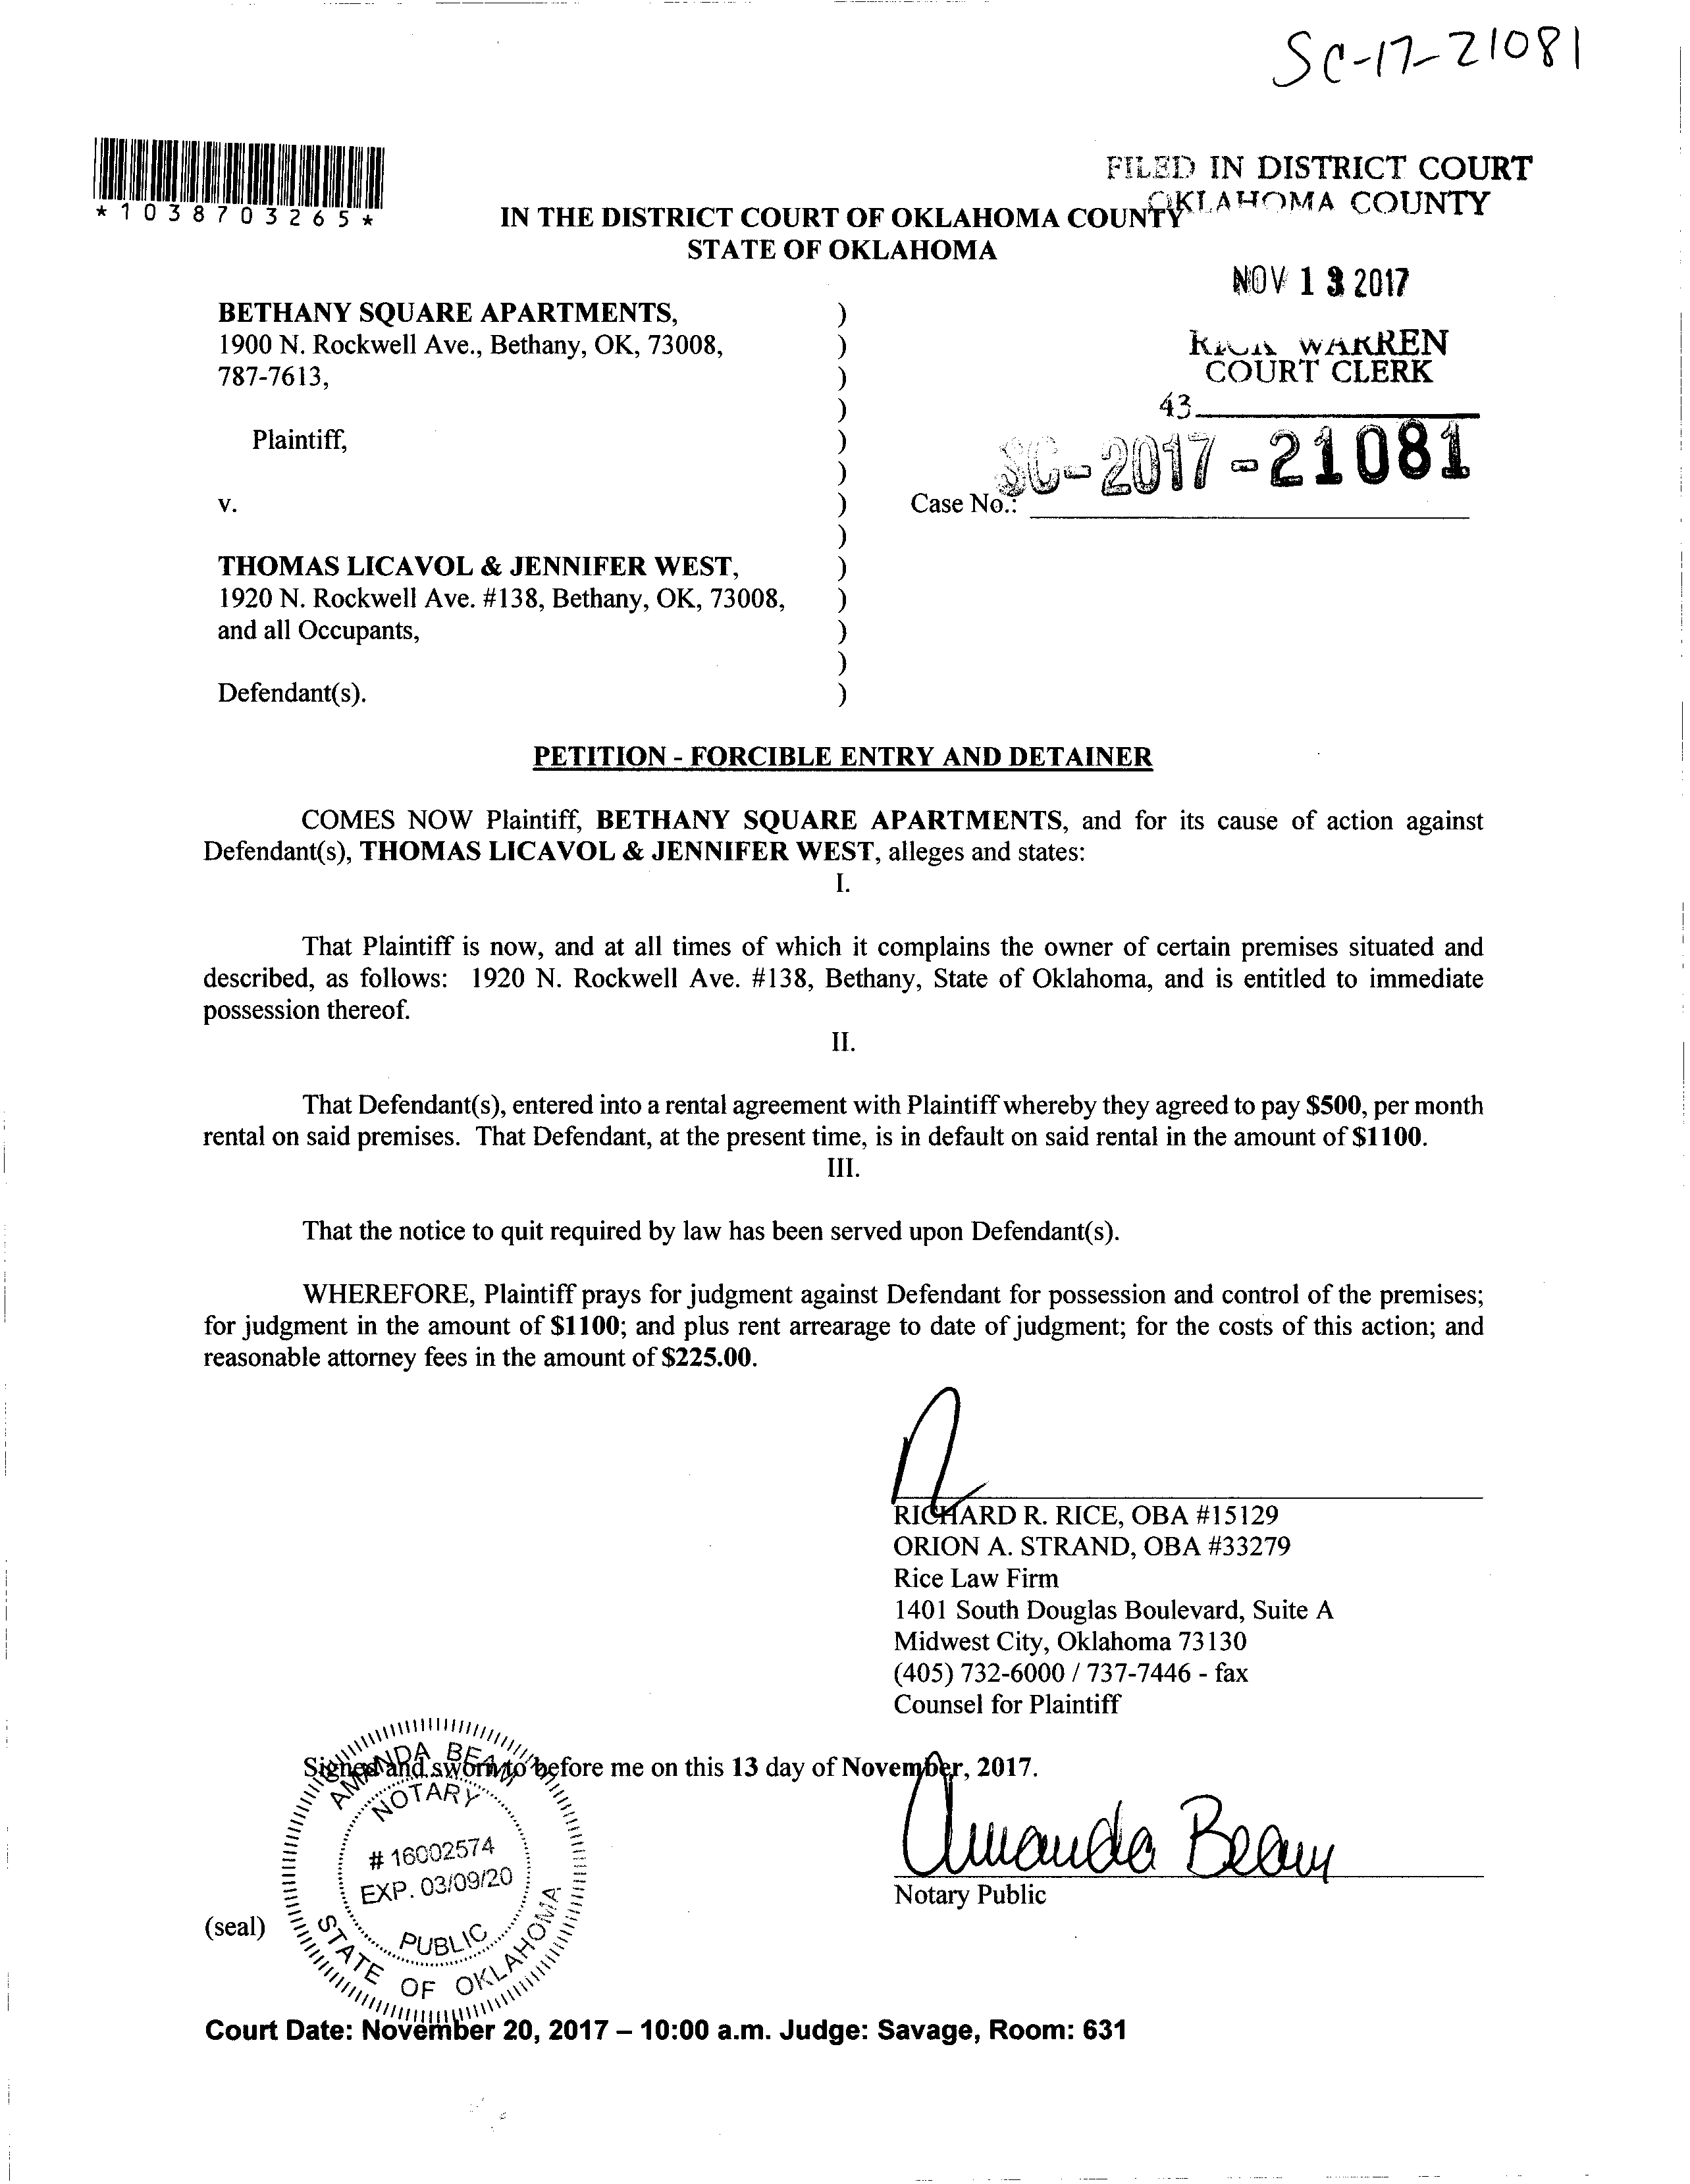 SC-17-21081
*1038703265*
FILED IN DISTRICT COURT
OKLAHOMA COUNTY
IN THE DISTRICT COURT OF OKLAHOMA COUNTY
STATE OF OKLAHOMA
NOV 13 2017
RICK WARREN
COURT CLERK
43
BETHANY SQUARE APARTMENTS, )
1900 N. Rockwell Ave., Bethany, OK, 73008, )
787-7613, )
)
Plaintiff, )
)
SC-2017-21081
v. ) Case No.:
)
THOMAS LICAVOL & JENNIFER WEST, )
1920 N. Rockwell Ave. #138, Bethany, OK, 73008, )
and all Occupants, )
)
Defendant(s). )
PETITION - FORCIBLE ENTRY AND DETAINER
COMES NOW Plaintiff, BETHANY SQUARE APARTMENTS, and for its cause of action against
Defendant(s), THOMAS LICAVOL & JENNIFER WEST, alleges and states:
I.
That Plaintiff is now, and at all times of which it complains the owner of certain premises situated and
described, as follows: 1920 N. Rockwell Ave. #138, Bethany, State of Oklahoma, and is entitled to immediate
possession thereof.
II.
That Defendant(s), entered into a rental agreement with Plaintiff whereby they agreed to pay $500, per month
rental on said premises. That Defendant, at the present time, is in default on said rental in the amount of $1100.
III.
That the notice to quit required by law has been served upon Defendant(s).
WHEREFORE, Plaintiff prays for judgment against Defendant for possession and control of the premises;
for judgment in the amount of $1100; and plus rent arrearage to date of judgment; for the costs of this action; and
reasonable attorney fees in the amount of $225.00.
RICHARD R. RICE, OBA #15129
ORION A. STRAND, OBA #33279
Rice Law Firm
1401 South Douglas Boulevard, Suite A
Midwest City, Oklahoma 73130
(405) 732-6000 / 737-7446 - fax
Counsel for Plaintiff
Signed and sworn to before me on this 13 day of November, 2017.
AMANDA BEAM
NOTARY
# 16002574
EXP. 03/09/20
PUBLIC
STATE OF OKLAHOMA
Amanda Beam
Notary Public
(seal)
Court Date: November 20, 2017 – 10:00 a.m. Judge: Savage, Room: 631